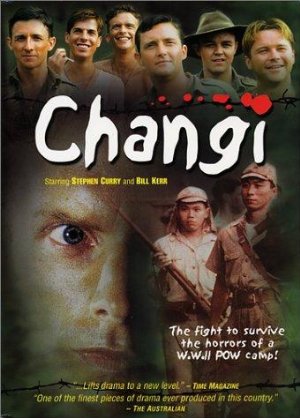 Changi
Starring STEPHEN CURRY and BILL KERR
The fight to survive
the horrors of a
W.W.II POW camp!
"...Lifts drama to a new level." – TIME MAGAZINE
"One of the finest pieces of drama ever produced in this country."
– THE AUSTRALIAN